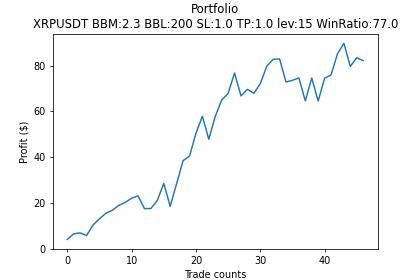 Portfolio
XRPUSDT BBM:2.3 BBL:200 SL:1.0 TP:1.0 lev:15 WinRatio:77.0
80
60
40
20
0
Profit ($)
0 10 20 30 40
Trade counts